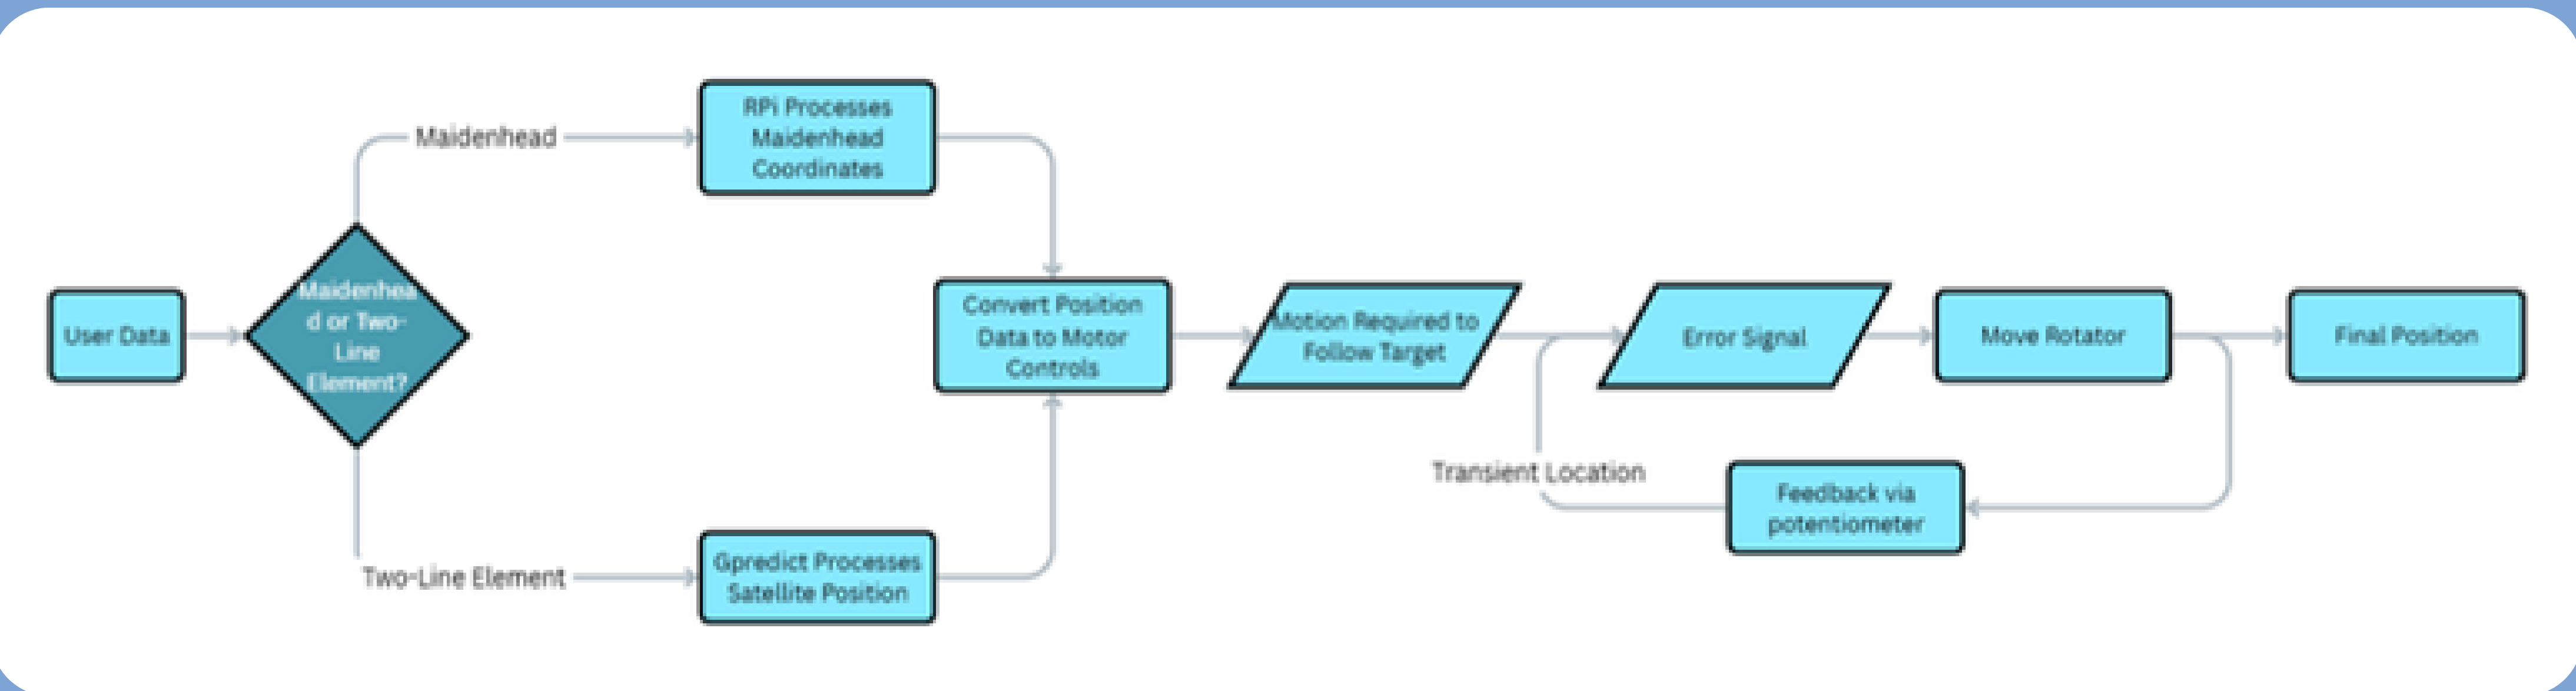 User Data
Maidenhea
d or Two-
Line
Element?
Maidenhead
RPi Processes
Maidenhead
Coordinates
Two-Line Element
Gpredict Processes
Satellite Position
Convert Position
Data to Motor
Controls
Motion Required to
Follow Target
Error Signal
Move Rotator
Final Position
Transient Location
Feedback via
potentiometer